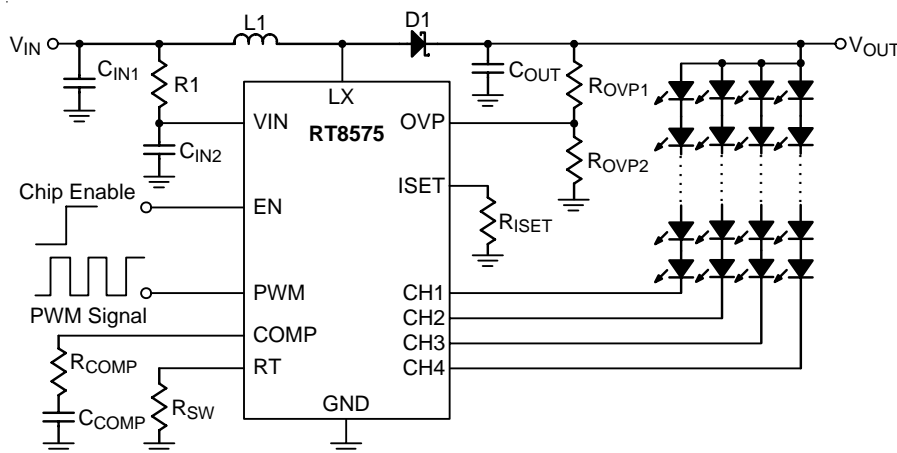 L1
D1
VIN
VOUT
CIN1
R1
COUT
ROVP1
LX
VIN
RT8575
OVP
CIN2
ROVP2
Chip Enable
ISET
EN
RISET
PWM
CH1
PWM Signal
CH2
COMP
CH3
RCOMP
RT
CH4
CCOMP
RSW
GND